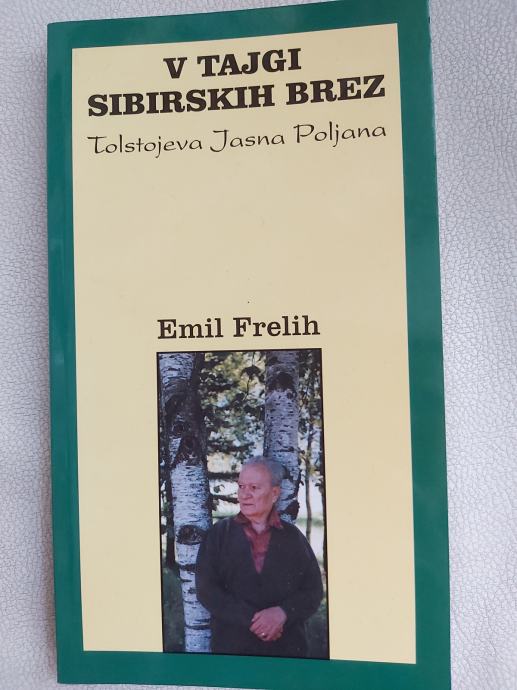 V TAJGI
SIBIRSKIH BREZ
Tolstojeva Jasna Poljana
Emil Frelih